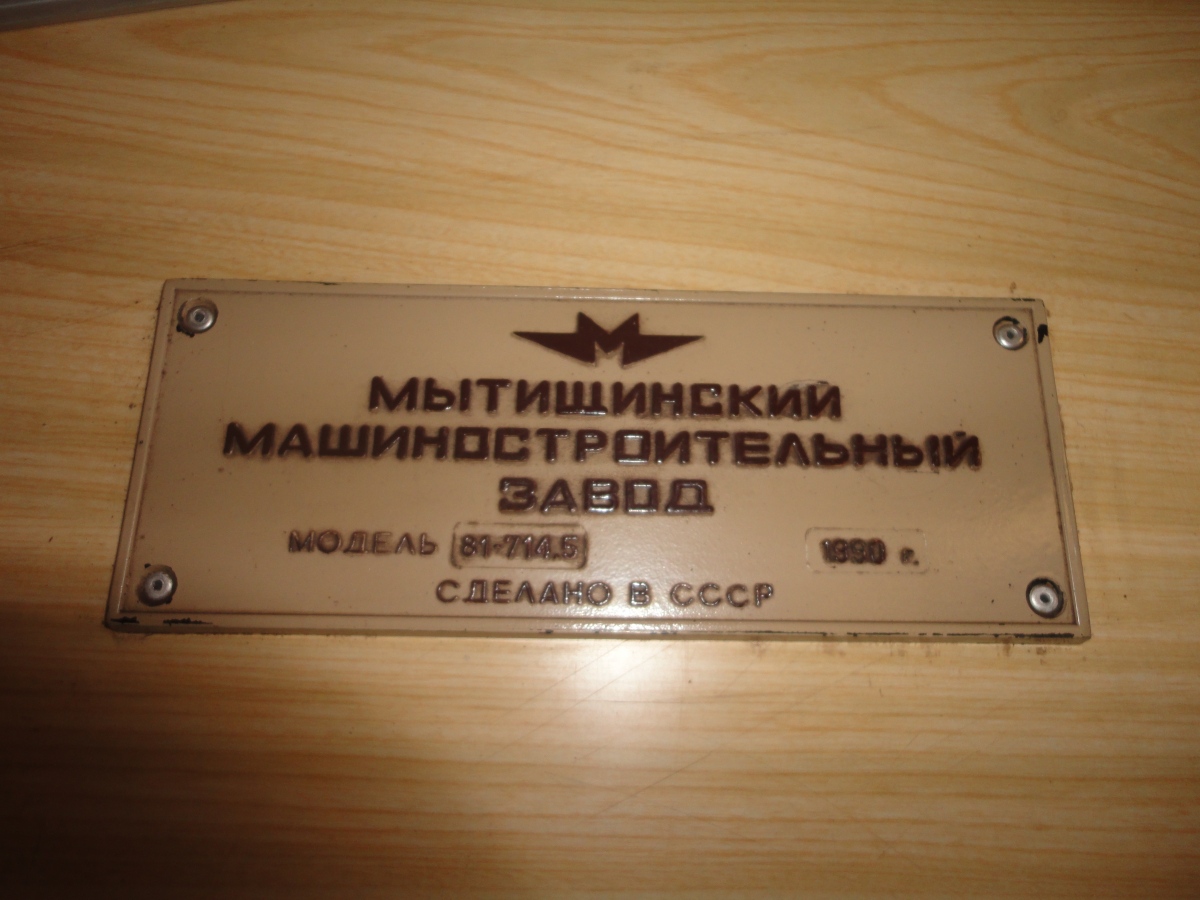 МЫТИЩИНСКИЙ
МАШИНОСТРОИТЕЛЬНЫЙ
ЗАВОД
МОДЕЛЬ 81-714.5 1990 г.
СДЕЛАНО В СССР